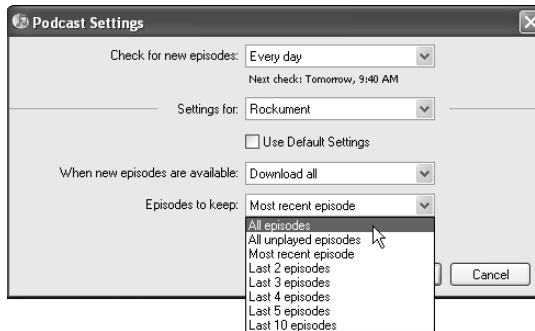 Podcast Settings
Check for new episodes: Every day
Next check: Tomorrow, 9:40 AM
Settings for: Rockument
Use Default Settings
When new episodes are available: Download all
Episodes to keep: Most recent episode
All episodes
All unplayed episodes
Most recent episode
Last 2 episodes
Last 3 episodes
Last 4 episodes
Last 5 episodes
Last 10 episodes
Cancel